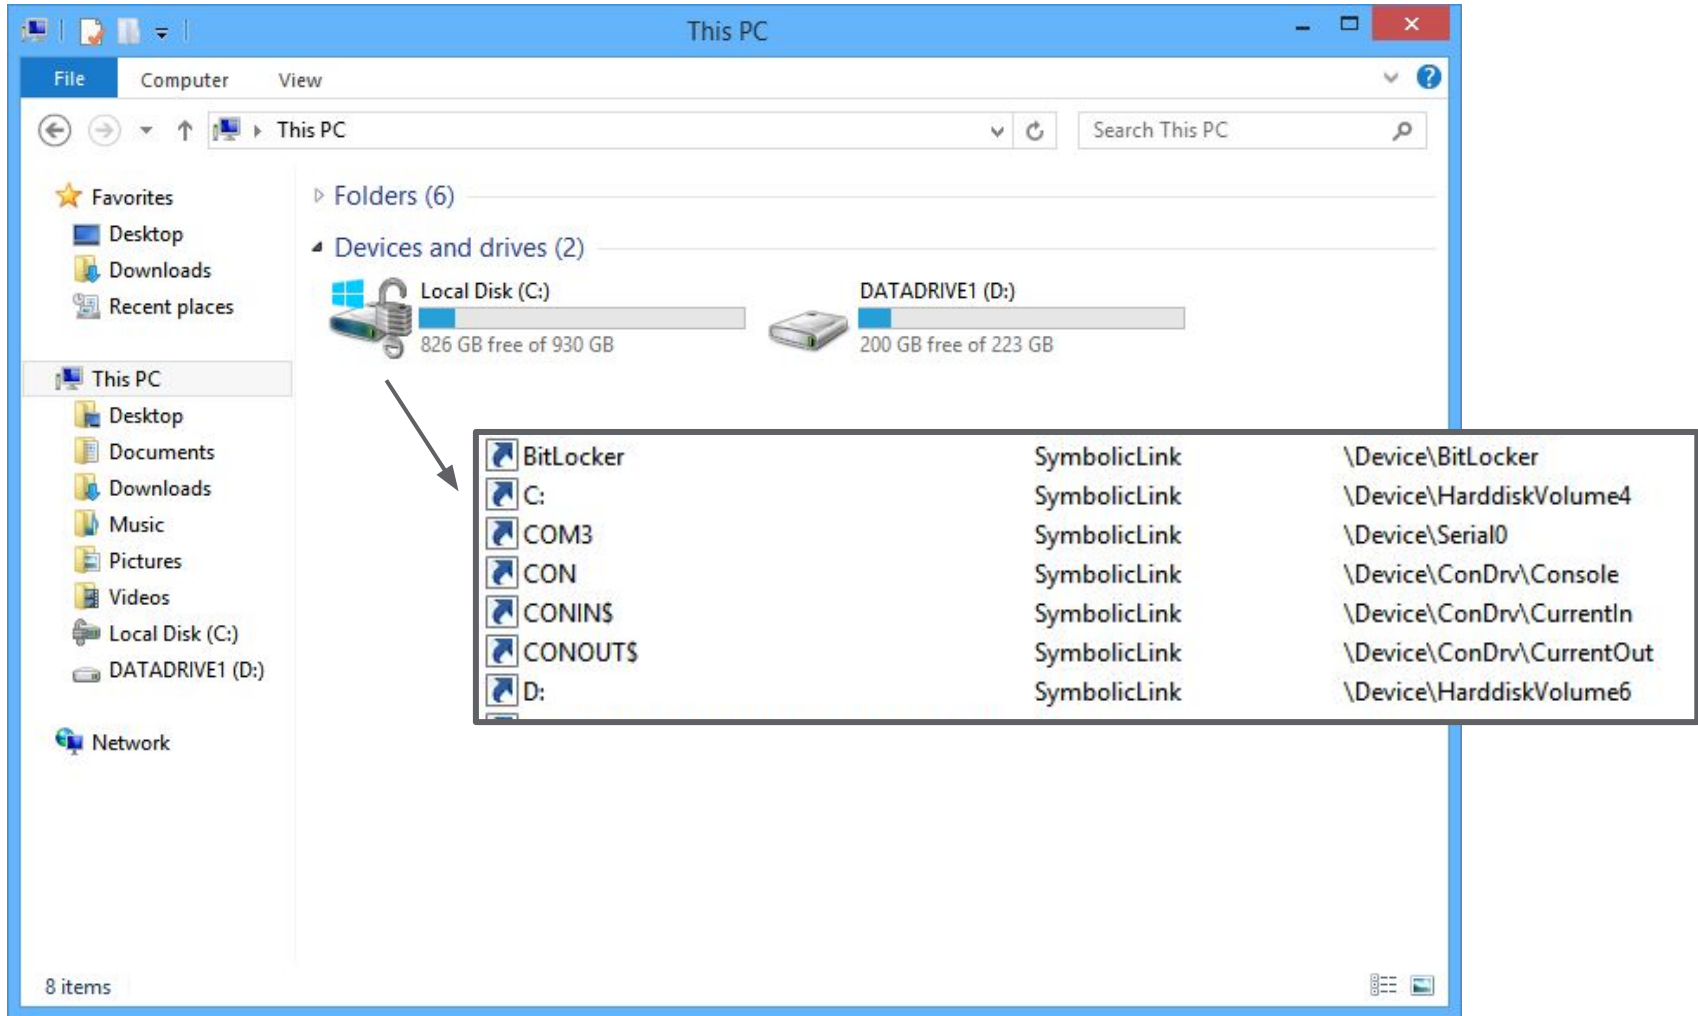 This PC
File Computer View
This PC
Search This PC
Favorites
Desktop
Downloads
Recent places
This PC
Desktop
Documents
Downloads
Music
Pictures
Videos
Local Disk (C:)
DATADRIVE1 (D:)
Network
Folders (6)
Devices and drives (2)
Local Disk (C:)
826 GB free of 930 GB
DATADRIVE1 (D:)
200 GB free of 223 GB
BitLocker SymbolicLink \Device\BitLocker
C: SymbolicLink \Device\HarddiskVolume4
COM3 SymbolicLink \Device\Serial0
CON SymbolicLink \Device\ConDrv\Console
CONIN$ SymbolicLink \Device\ConDrv\CurrentIn
CONOUT$ SymbolicLink \Device\ConDrv\CurrentOut
D: SymbolicLink \Device\HarddiskVolume6
8 items